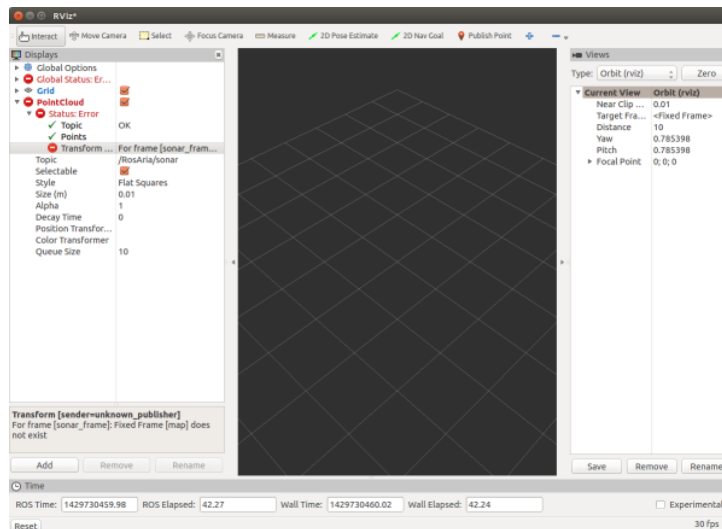 RViz*
Interact Move Camera Select Focus Camera Measure 2D Pose Estimate 2D Nav Goal Publish Point
Displays
Global Options
Global Status: Er...
Grid
PointCloud
Status: Error
Topic OK
Points
Transform ... For frame [sonar_fram...
Topic /RosAria/sonar
Selectable
Style Flat Squares
Size (m) 0.01
Alpha 1
Decay Time 0
Position Transfor...
Color Transformer
Queue Size 10
Transform [sender=unknown_publisher]
For frame [sonar_frame]: Fixed Frame [map] does
not exist
Add Remove Rename
Views
Type: Orbit (rviz) Zero
Current View Orbit (rviz)
Near Clip ... 0.01
Target Fra... <Fixed Frame>
Distance 10
Yaw 0.785398
Pitch 0.785398
Focal Point 0; 0; 0
Save Remove Rename
Time
ROS Time: 1429730459.98 ROS Elapsed: 42.27 Wall Time: 1429730460.02 Wall Elapsed: 42.24 Experimental
Reset 30 fps